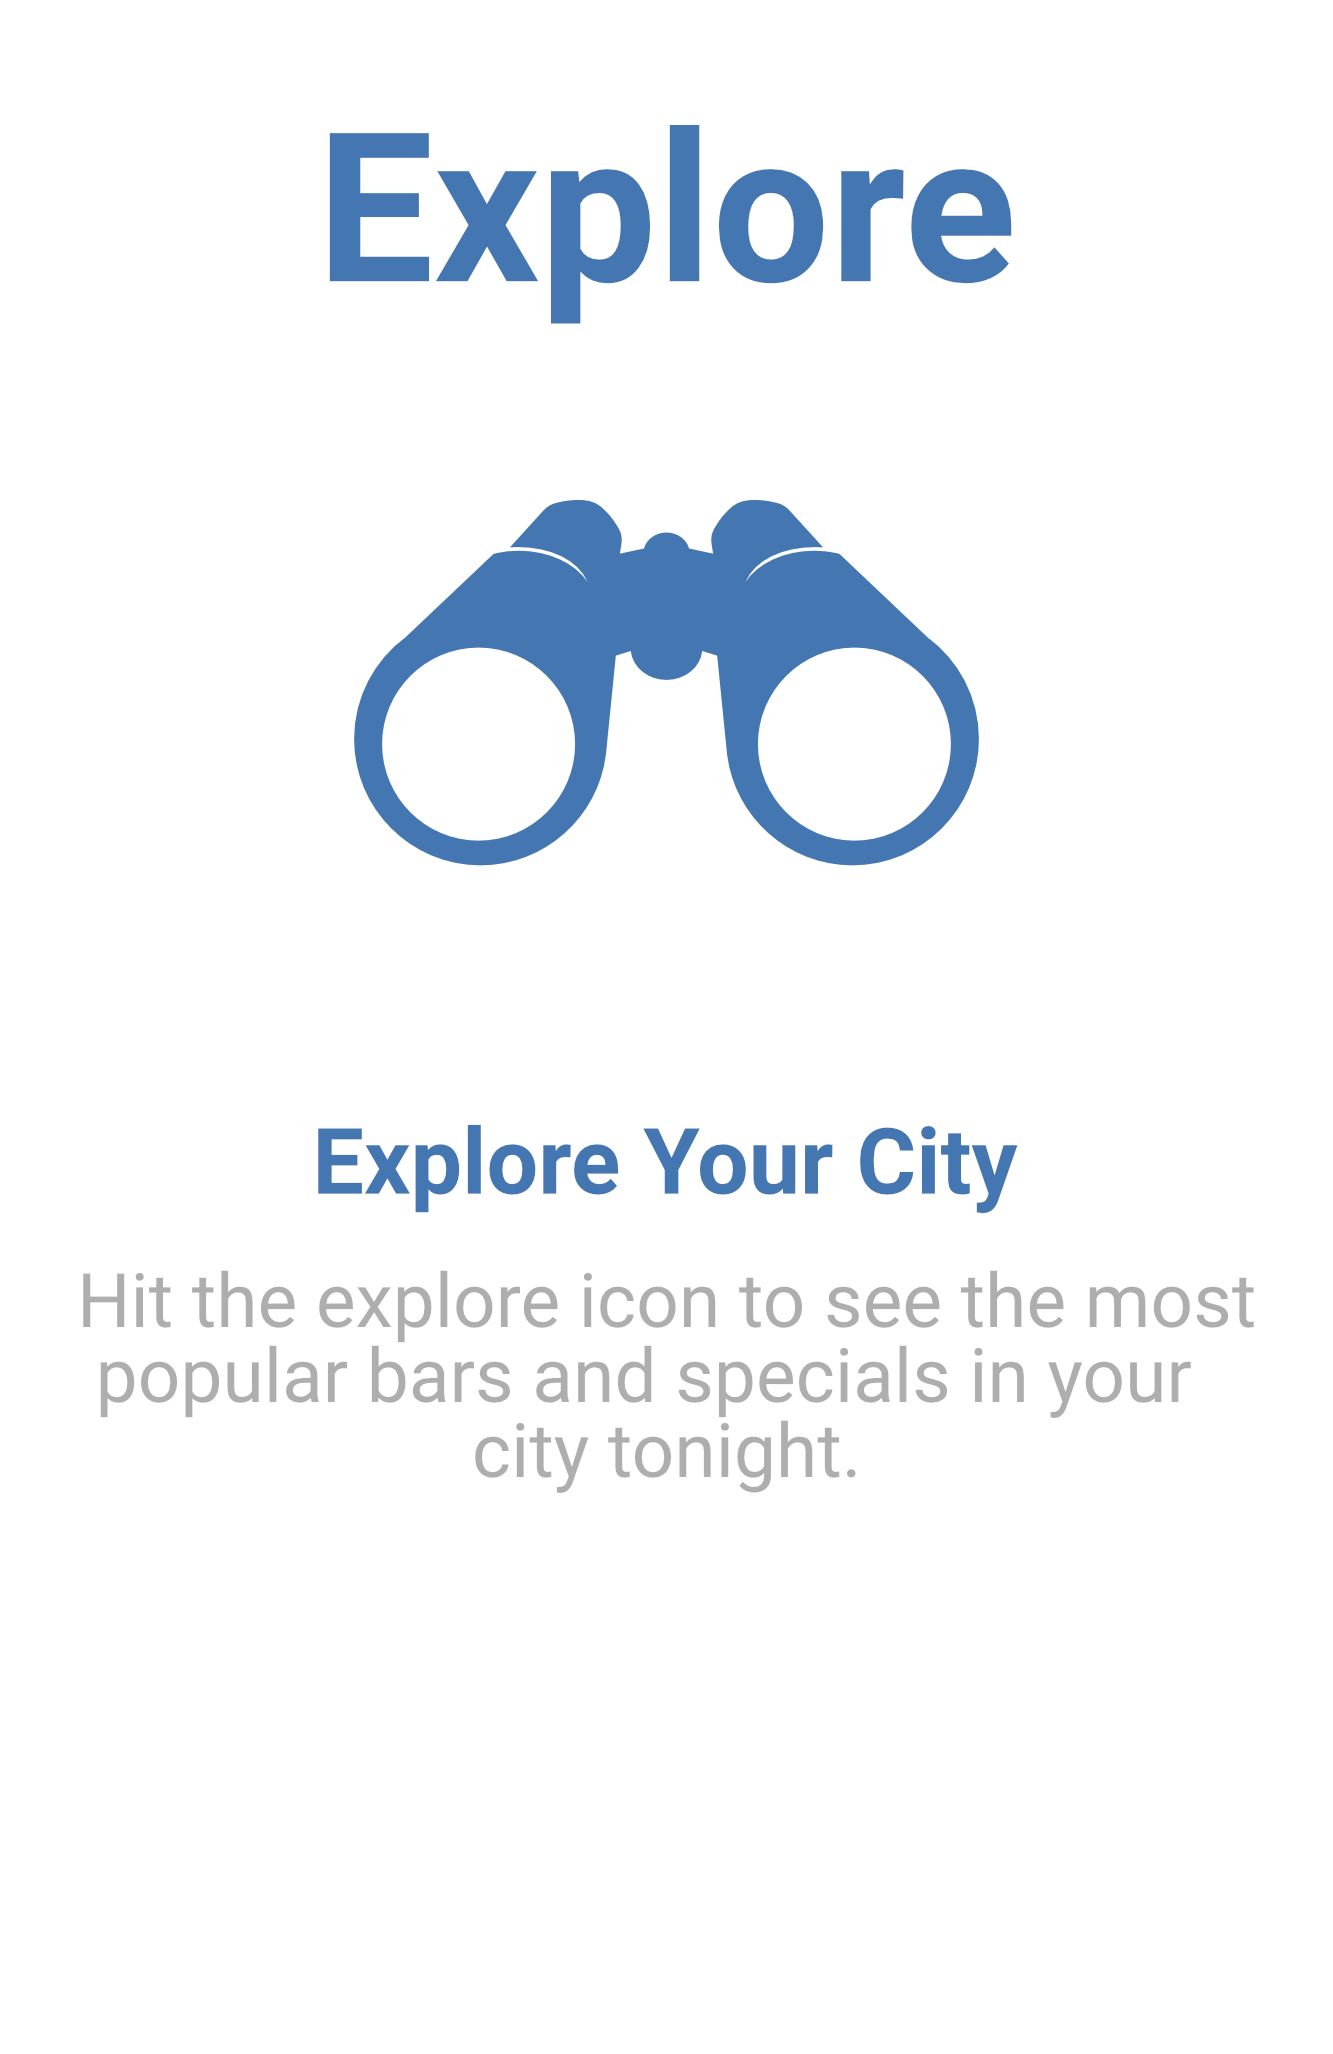 Explore
Explore Your City
Hit the explore icon to see the most
popular bars and specials in your
city tonight.